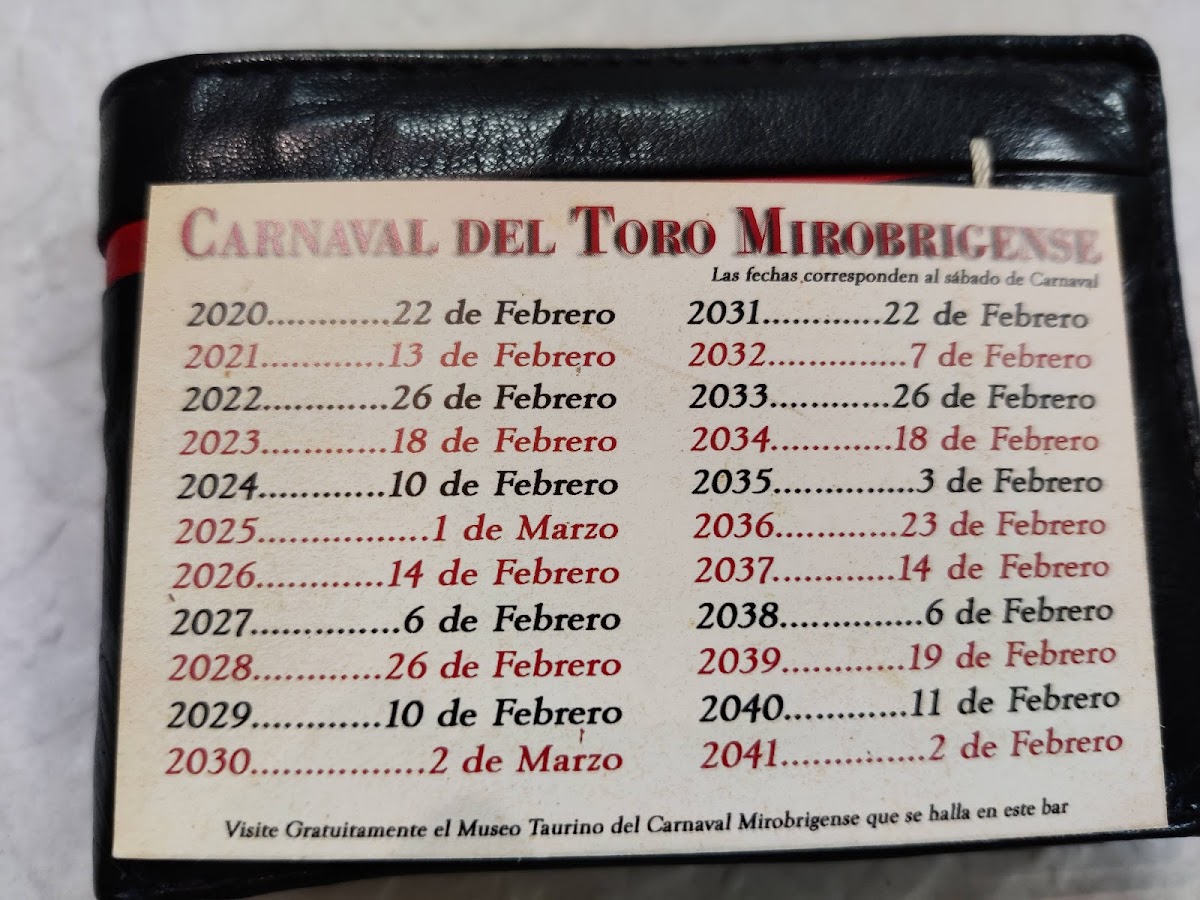 CARNAVAL DEL TORO MIROBRIGENSE
Las fechas corresponden al sábado de Carnaval
2020............22 de Febrero
2021............13 de Febrero
2022............26 de Febrero
2023............18 de Febrero
2024............10 de Febrero
2025................1 de Marzo
2026............14 de Febrero
2027..............6 de Febrero
2028............26 de Febrero
2029............10 de Febrero
2030................2 de Marzo
2031............22 de Febrero
2032.............7 de Febrero
2033............26 de Febrero
2034............18 de Febrero
2035..............3 de Febrero
2036............23 de Febrero
2037............14 de Febrero
2038..............6 de Febrero
2039............19 de Febrero
2040............11 de Febrero
2041..............2 de Febrero
Visite Gratuitamente el Museo Taurino del Carnaval Mirobrigense que se halla en este bar